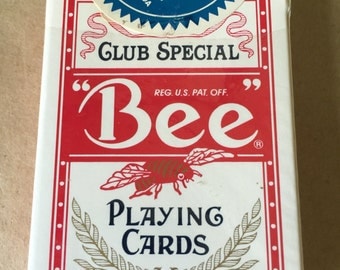 CLUB SPECIAL
REG. U.S. PAT. OFF.
"Bee"®
PLAYING
CARDS